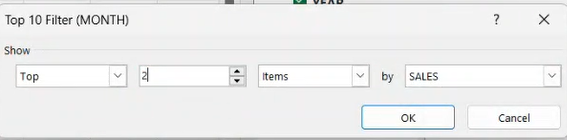 YEAR
Top 10 Filter (MONTH) ? ×
Show
Top 2 Items by SALES
OK Cancel